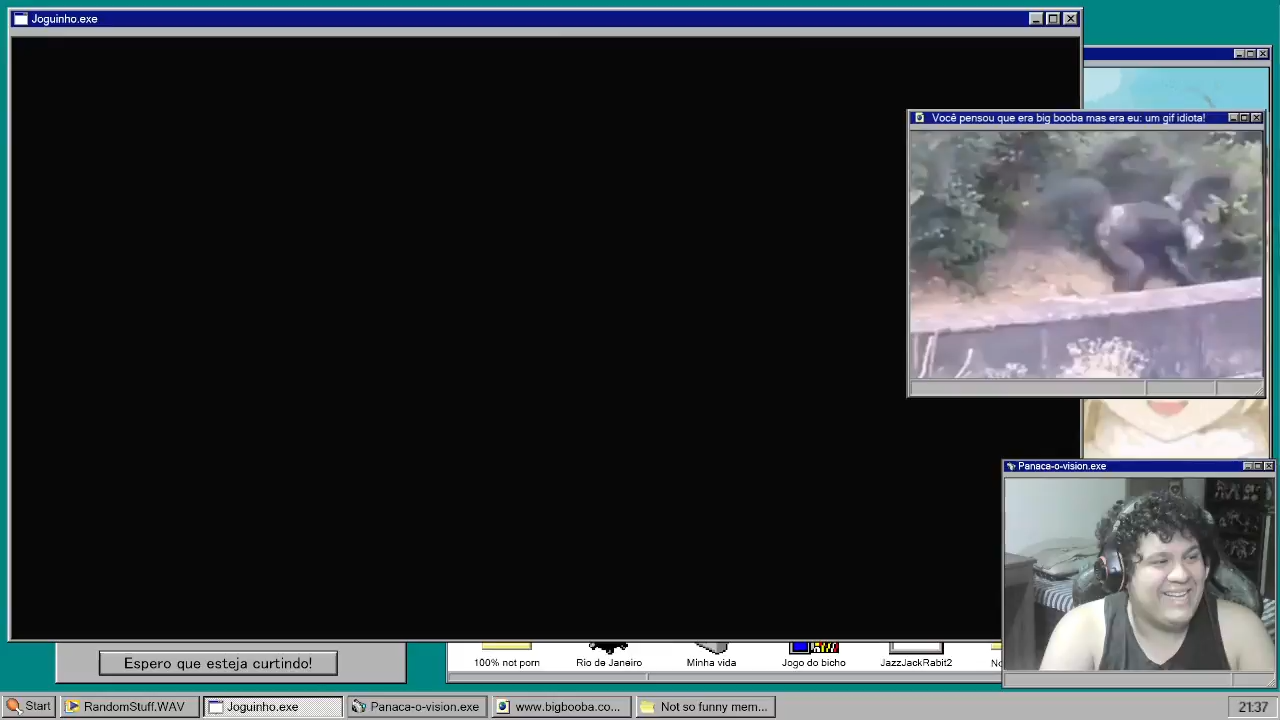 Joguinho.exe
Você pensou que era big booba mas era eu: um gif idiota!
Panaca-o-vision.exe
Espero que esteja curtindo!
100% not porn
Rio de Janeiro
Minha vida
Jogo do bicho
JazzJackRabit2
Start
RandomStuff.WAV
Joguinho.exe
Panaca-o-vision.exe
www.bigbooba.co...
Not so funny mem...
21:37